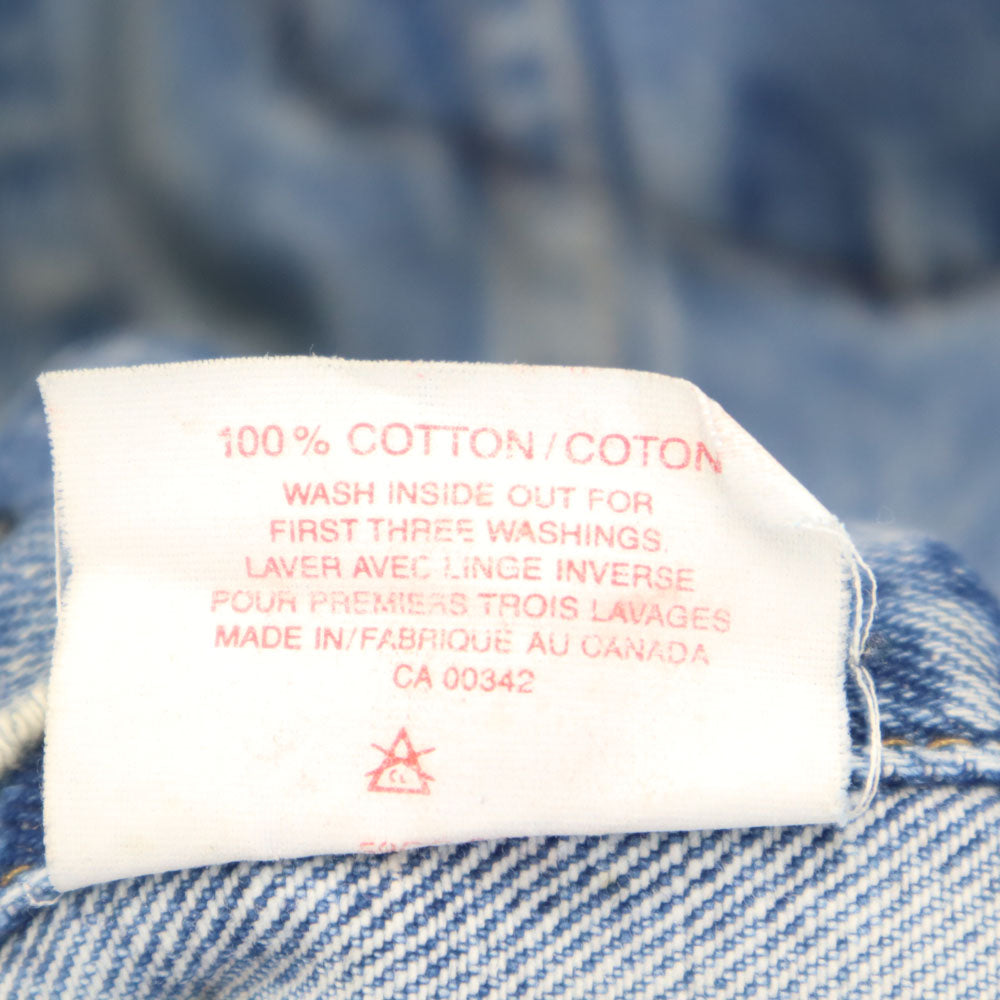 100% COTTON/COTON
WASH INSIDE OUT FOR
FIRST THREE WASHINGS.
LAVER AVEC LINGE INVERSE
POUR PREMIERS TROIS LAVAGES
MADE IN/FABRIQUE AU CANADA
CA 00342
CL